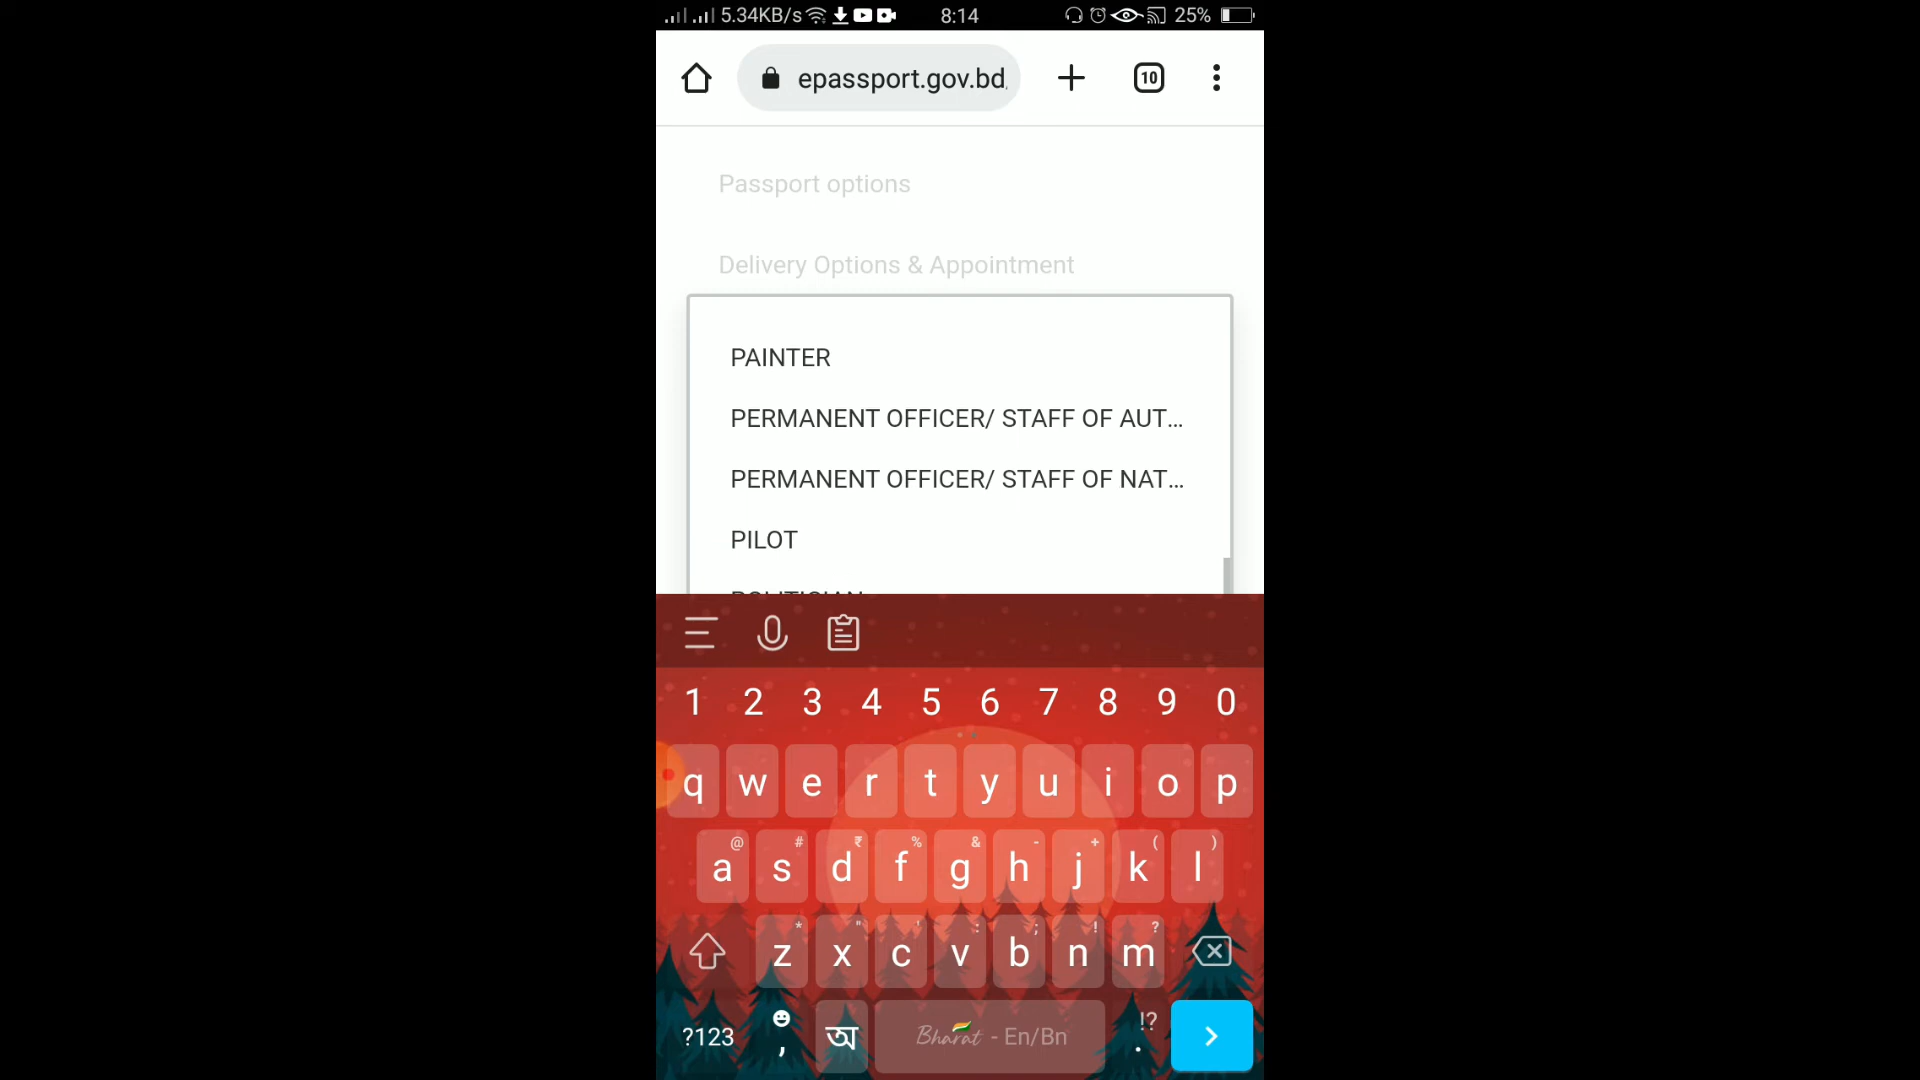 5.34KB/s 8:14 25%
epassport.gov.bd 10
Passport options
Delivery Options & Appointment
PAINTER
PERMANENT OFFICER/ STAFF OF AUT...
PERMANENT OFFICER/ STAFF OF NAT...
PILOT
POLITICIAN
1 2 3 4 5 6 7 8 9 0
q w e r t y u i o p
@ # ₹ % & - + ( )
a s d f g h j k l
* " ' : ; ! ?
z x c v b n m
!?
?123 , অ Bharat - En/Bn .